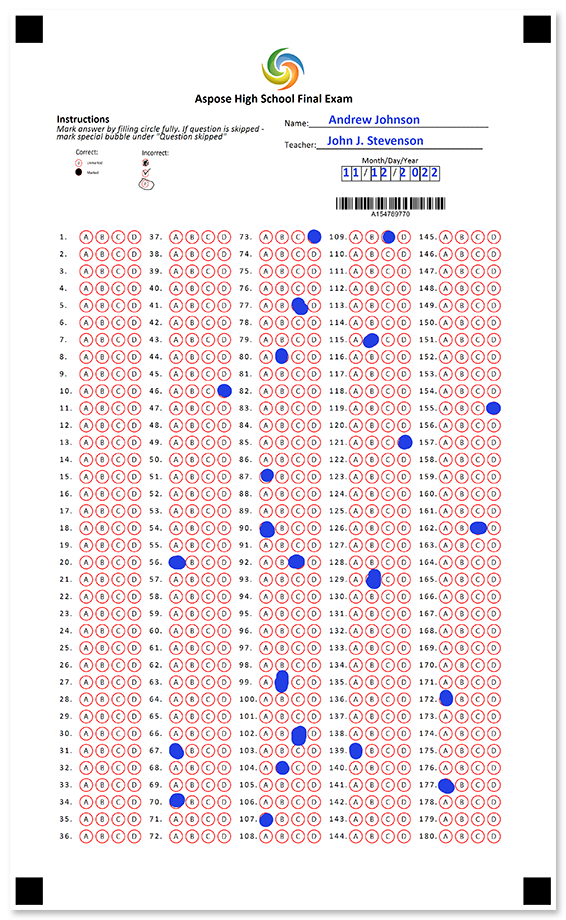 Aspose High School Final Exam
Instructions
Mark answer by filling circle fully. If question is skipped -
mark special bubble under "Question skipped"
Correct:
Unmarked
Marked
Incorrect:
Name: Andrew Johnson
Teacher: John J. Stevenson
Month/Day/Year
11/12/2022
A154769770
1. A B C D 37. A B C D 73. A B C 109. A B D 145. A B C D
2. A B C D 38. A B C D 74. A B C D 110. A B C D 146. A B C D
3. A B C D 39. A B C D 75. A B C D 111. A B C D 147. A B C D
4. A B C D 40. A B C D 76. A B C D 112. A B C D 148. A B C D
5. A B C D 41. A B C D 77. A B D 113. A B C D 149. A B C D
6. A B C D 42. A B C D 78. A B C D 114. A B C D 150. A B C D
7. A B C D 43. A B C D 79. A B C D 115. A C D 151. A B C D
8. A B C D 44. A B C D 80. A C D 116. A B C D 152. A B C D
9. A B C D 45. A B C D 81. A B C D 117. A B C D 153. A B C D
10. A B C D 46. A B C 82. A B C D 118. A B C D 154. A B C D
11. A B C D 47. A B C D 83. A B C D 119. A B C D 155. A B C
12. A B C D 48. A B C D 84. A B C D 120. A B C D 156. A B C D
13. A B C D 49. A B C D 85. A B C D 121. A B C 157. A B C D
14. A B C D 50. A B C D 86. A B C D 122. A B C D 158. A B C D
15. A B C D 51. A B C D 87. B C D 123. A B C D 159. A B C D
16. A B C D 52. A B C D 88. A B C D 124. A B C D 160. A B C D
17. A B C D 53. A B C D 89. A B C D 125. A B C D 161. A B C D
18. A B C D 54. A B C D 90. B C D 126. A B C D 162. A B D
19. A B C D 55. A B C D 91. A B C D 127. A B C D 163. A B C D
20. A B C D 56. B C D 92. A B D 128. A B C D 164. A B C D
21. A B C D 57. A B C D 93. A B C D 129. A C D 165. A B C D
22. A B C D 58. A B C D 94. A B C D 130. A B C D 166. A B C D
23. A B C D 59. A B C D 95. A B C D 131. A B C D 167. A B C D
24. A B C D 60. A B C D 96. A B C D 132. A B C D 168. A B C D
25. A B C D 61. A B C D 97. A B C D 133. A B C D 169. A B C D
26. A B C D 62. A B C D 98. A B C D 134. A B C D 170. A B C D
27. A B C D 63. A B C D 99. A C D 135. A B C D 171. A B C D
28. A B C D 64. A B C D 100. A B C D 136. A B C D 172. B C D
29. A B C D 65. A B C D 101. A B C D 137. A B C D 173. A B C D
30. A B C D 66. A B C D 102. A B D 138. A B C D 174. A B C D
31. A B C D 67. B C D 103. A B C D 139. B C D 175. A B C D
32. A B C D 68. A B C D 104. A C D 140. A B C D 176. A B C D
33. A B C D 69. A B C D 105. A B C D 141. A B C D 177. B C D
34. A B C D 70. B C D 106. A B C D 142. A B C D 178. A B C D
35. A B C D 71. A B C D 107. B C D 143. A B C D 179. A B C D
36. A B C D 72. A B C D 108. A B C D 144. A B C D 180. A B C D